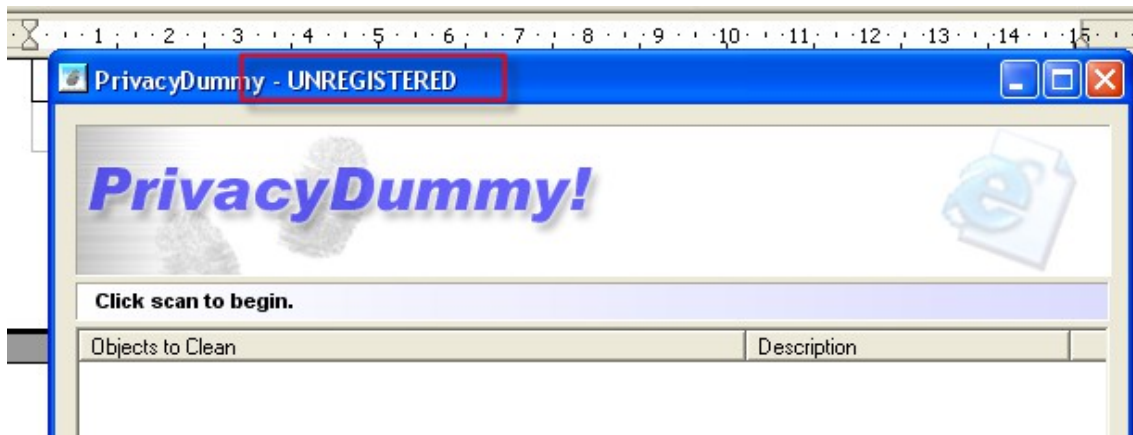 1 2 3 4 5 6 7 8 9 10 11 12 13 14 15
PrivacyDummy - UNREGISTERED
PrivacyDummy!
Click scan to begin.
Objects to Clean Description